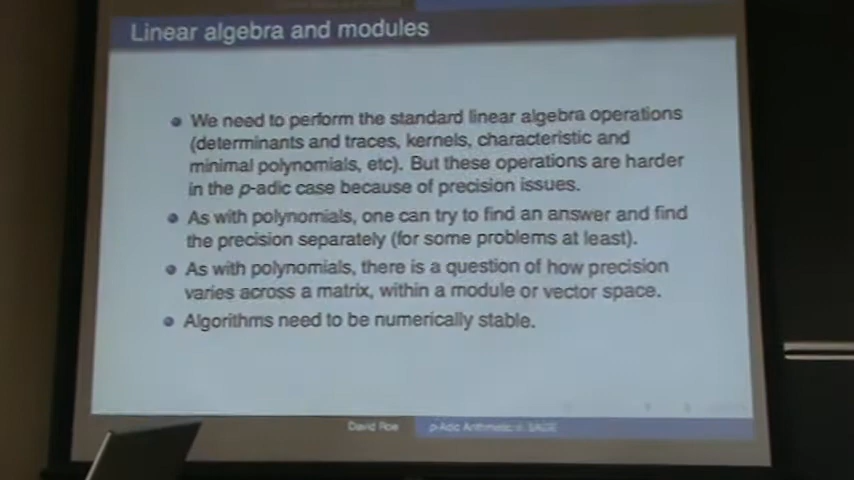 Linear algebra and modules
We need to perform the standard linear algebra operations
(determinants and traces, kernels, characteristic and
minimal polynomials, etc). But these operations are harder
in the p-adic case because of precision issues.
As with polynomials, one can try to find an answer and find
the precision separately (for some problems at least).
As with polynomials, there is a question of how precision
varies across a matrix, within a module or vector space.
Algorithms need to be numerically stable.
David Roe p-Adic Arithmetic in SAGE